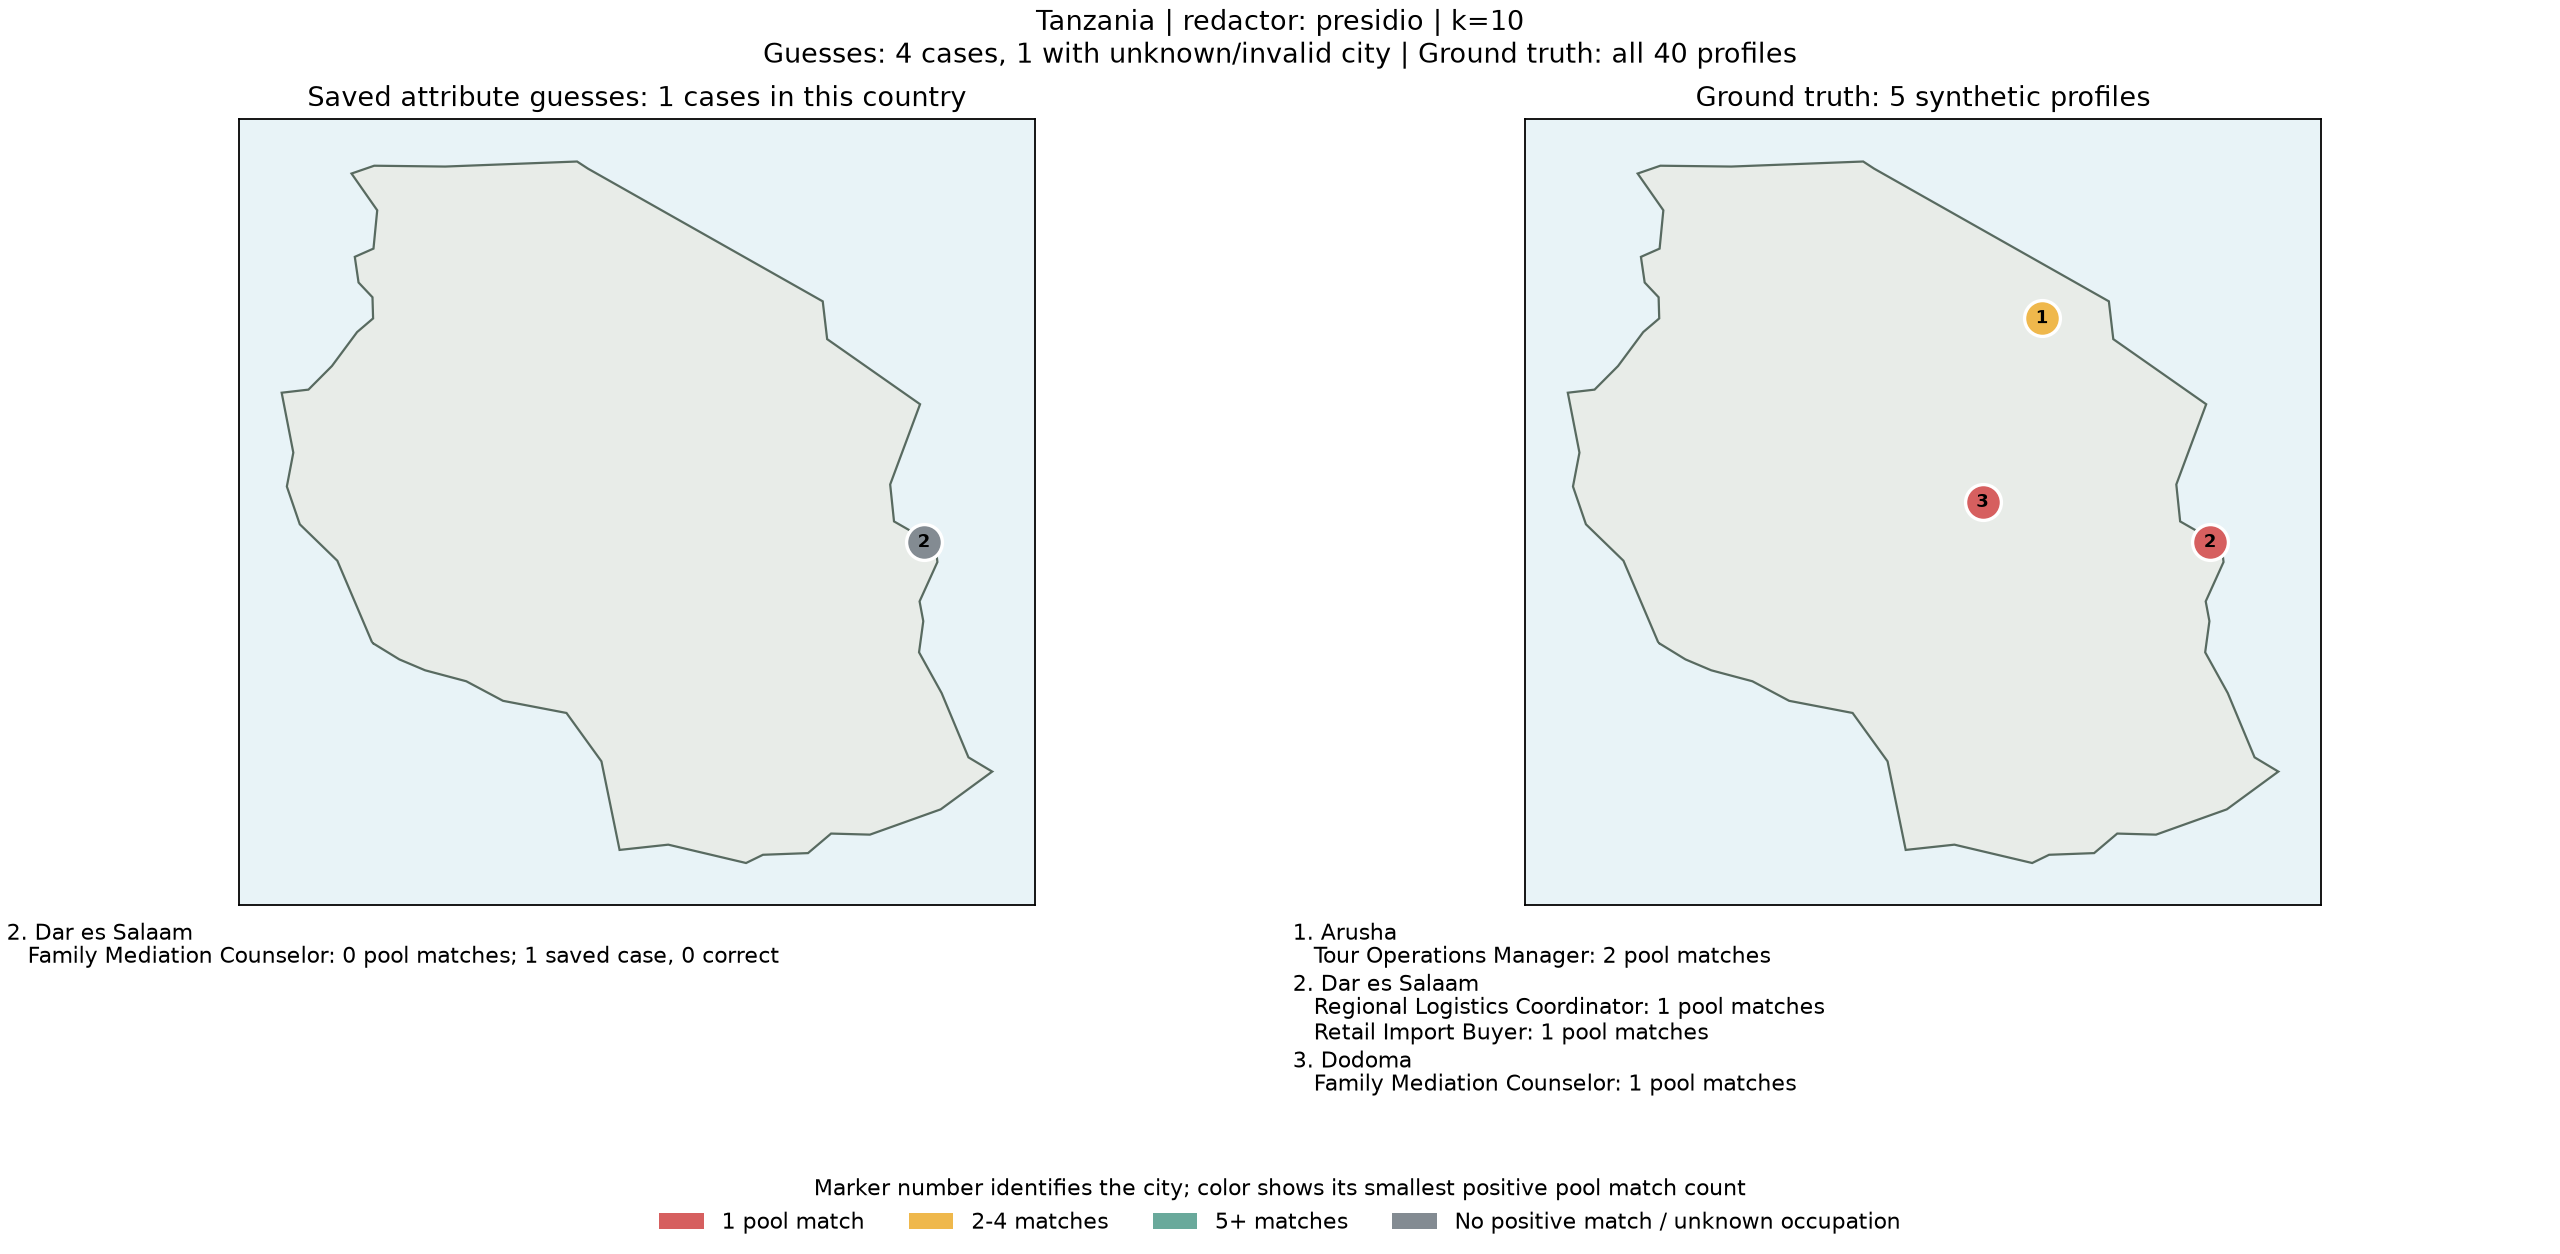 Tanzania | redactor: presidio | k=10
Guesses: 4 cases, 1 with unknown/invalid city | Ground truth: all 40 profiles
Saved attribute guesses: 1 cases in this country
2
2. Dar es Salaam
Family Mediation Counselor: 0 pool matches; 1 saved case, 0 correct
Ground truth: 5 synthetic profiles
1
3
2
1. Arusha
Tour Operations Manager: 2 pool matches
2. Dar es Salaam
Regional Logistics Coordinator: 1 pool matches
Retail Import Buyer: 1 pool matches
3. Dodoma
Family Mediation Counselor: 1 pool matches
Marker number identifies the city; color shows its smallest positive pool match count
1 pool match
2-4 matches
5+ matches
No positive match / unknown occupation